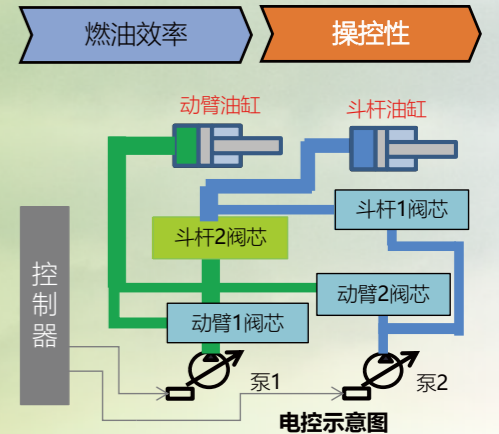 燃油效率
操控性
动臂油缸
斗杆油缸
斗杆1阀芯
斗杆2阀芯
控制器
动臂2阀芯
动臂1阀芯
泵1
泵2
电控示意图